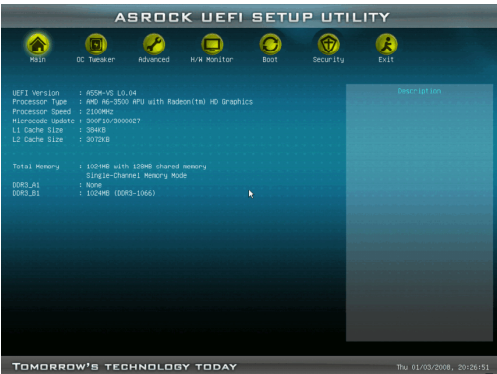 ASROCK UEFI SETUP UTILITY
Main OC Tweaker Advanced H/W Monitor Boot Security Exit
UEFI Version : A55M-VS L0.04
Processor Type : AMD A6-3500 APU with Radeon(tm) HD Graphics
Processor Speed : 2100MHz
Microcode Update : 300F10/3000027
L1 Cache Size : 384KB
L2 Cache Size : 3072KB
Total Memory : 1024MB with 128MB shared memory
Single-Channel Memory Mode
DDR3_A1 : None
DDR3_B1 : 1024MB (DDR3-1066)
Description
TOMORROW'S TECHNOLOGY TODAY
Thu 01/03/2008, 20:26:51